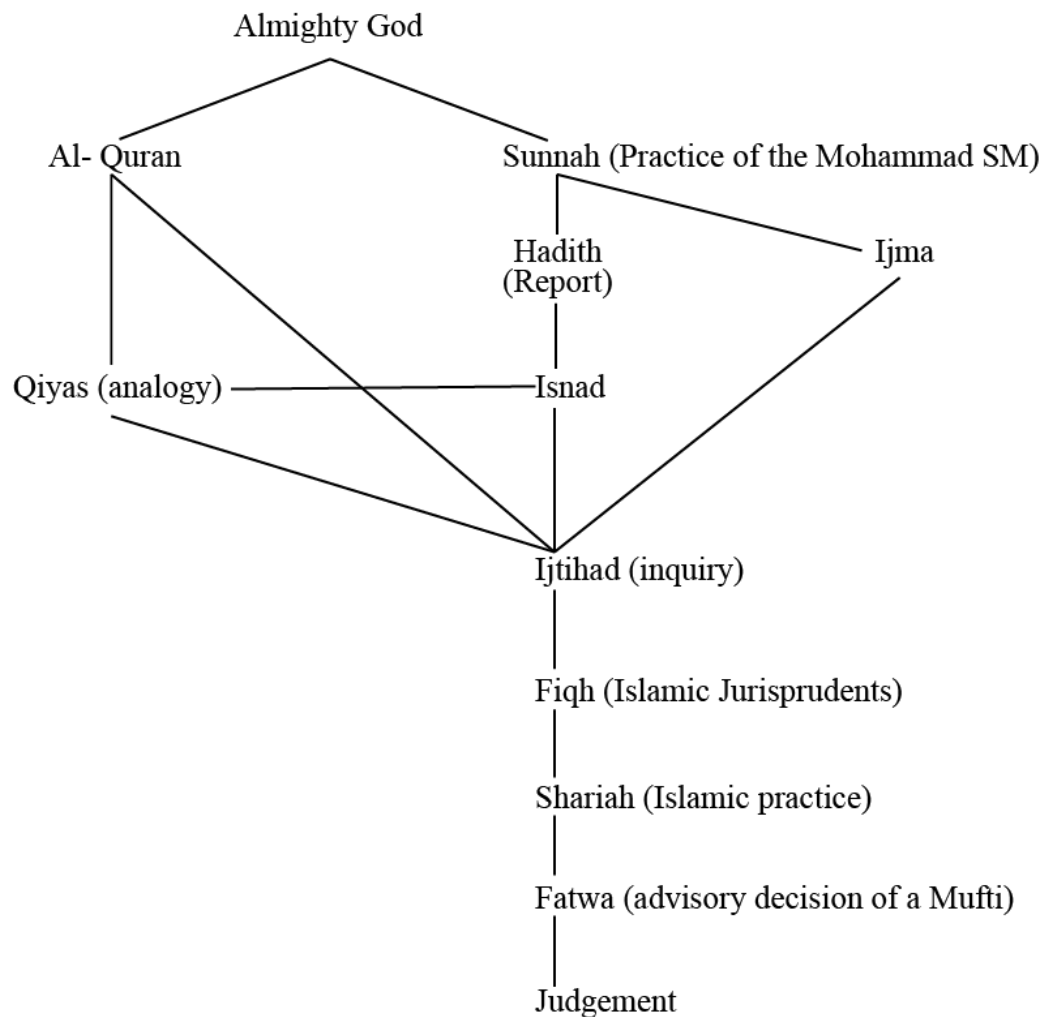 Almighty God
Al- Quran
Sunnah (Practice of the Mohammad SM)
Hadith
(Report)
Ijma
Qiyas (analogy)
Isnad
Ijtihad (inquiry)
Fiqh (Islamic Jurisprudents)
Shariah (Islamic practice)
Fatwa (advisory decision of a Mufti)
Judgement